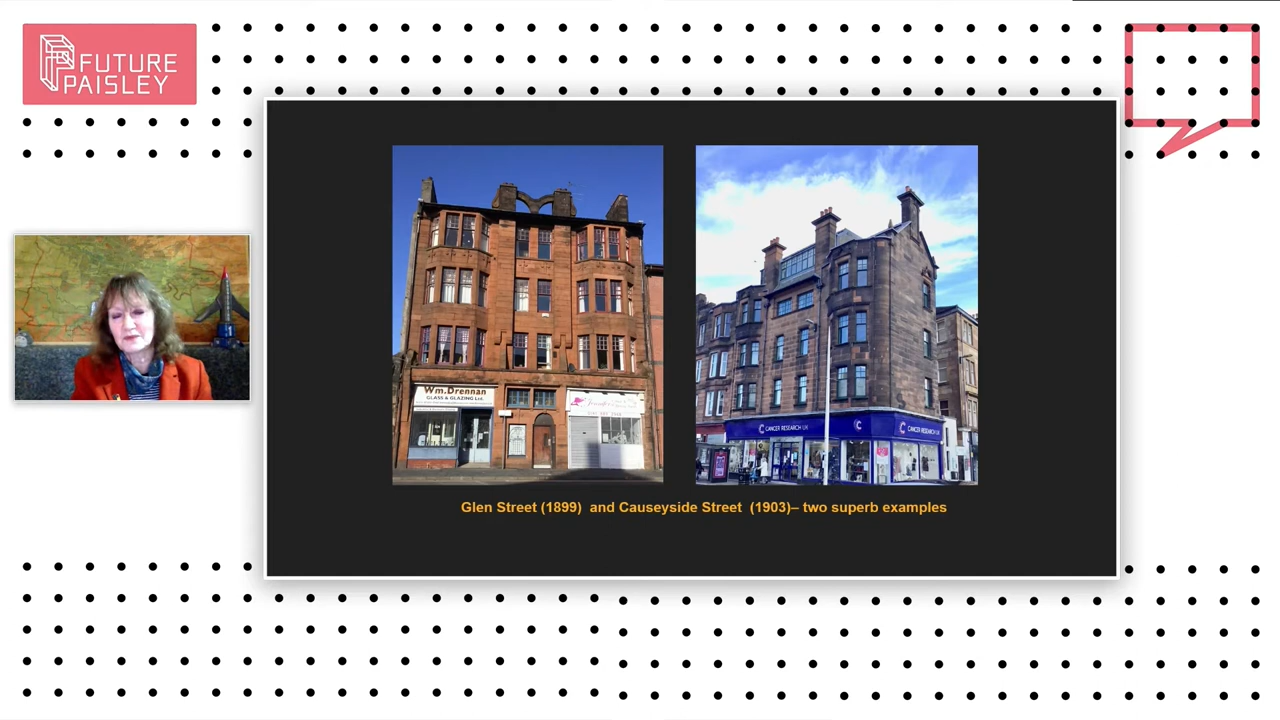 FUTURE
PAISLEY
Wm.Drennan
GLASS & GLAZING Ltd.
CANCER RESEARCH UK
CANCER RESEARCH UK
Glen Street (1899)  and Causeyside Street  (1903)– two superb examples